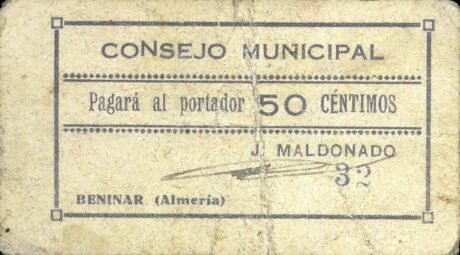 CONSEJO MUNICIPAL
Pagará al portador 50 CÉNTIMOS
J. MALDONADO
32
BENINAR (Almería)